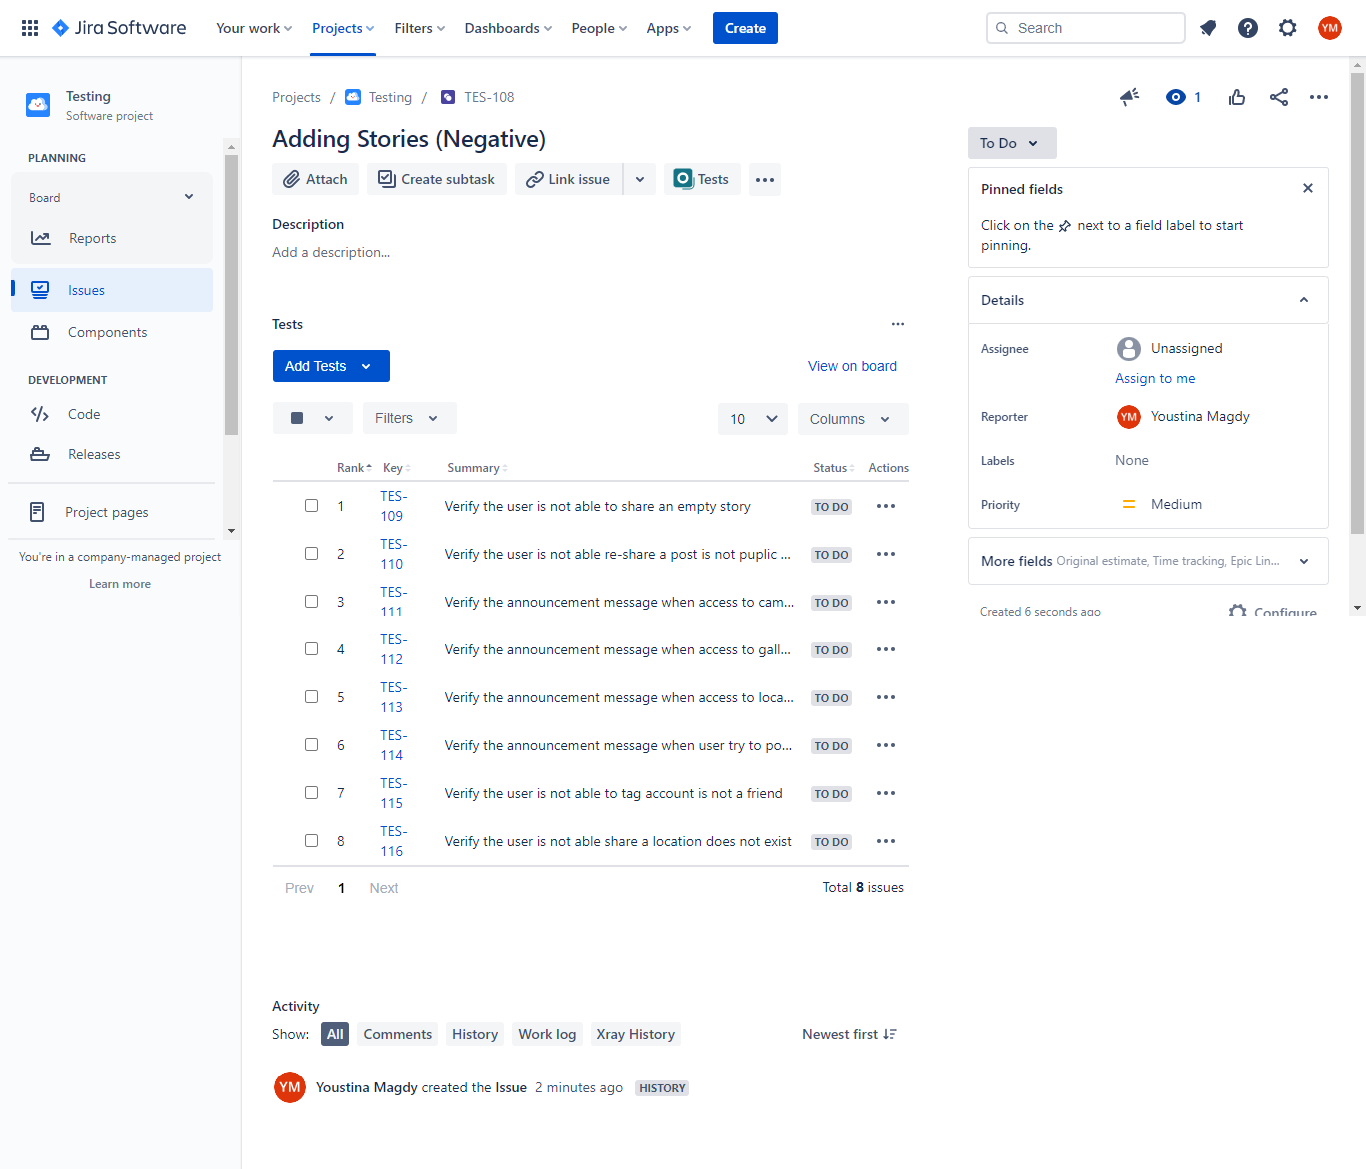 Jira Software Your work Projects Filters Dashboards People Apps Create Search YM
Testing
Software project
PLANNING
Board
Reports
Issues
Components
DEVELOPMENT
Code
Releases
Project pages
You're in a company-managed project
Learn more
Projects / Testing / TES-108
1
Adding Stories (Negative)
Attach Create subtask Link issue Tests
Description
Add a description...
Tests
Add Tests View on board
Filters 10 Columns
Rank Key Summary Status Actions
1 TES-109 Verify the user is not able to share an empty story TO DO
2 TES-110 Verify the user is not able re-share a post is not puplic ... TO DO
3 TES-111 Verify the announcement message when access to cam... TO DO
4 TES-112 Verify the announcement message when access to gall... TO DO
5 TES-113 Verify the announcement message when access to loca... TO DO
6 TES-114 Verify the announcement message when user try to po... TO DO
7 TES-115 Verify the user is not able to tag account is not a friend TO DO
8 TES-116 Verify the user is not able share a location does not exist TO DO
Prev 1 Next Total 8 issues
Activity
Show: All Comments History Work log Xray History Newest first
YM Youstina Magdy created the Issue 2 minutes ago HISTORY
To Do
Pinned fields
Click on the next to a field label to start
pinning.
Details
Assignee Unassigned
Assign to me
Reporter YM Youstina Magdy
Labels None
Priority Medium
More fields Original estimate, Time tracking, Epic Lin...
Created 6 seconds ago Configure